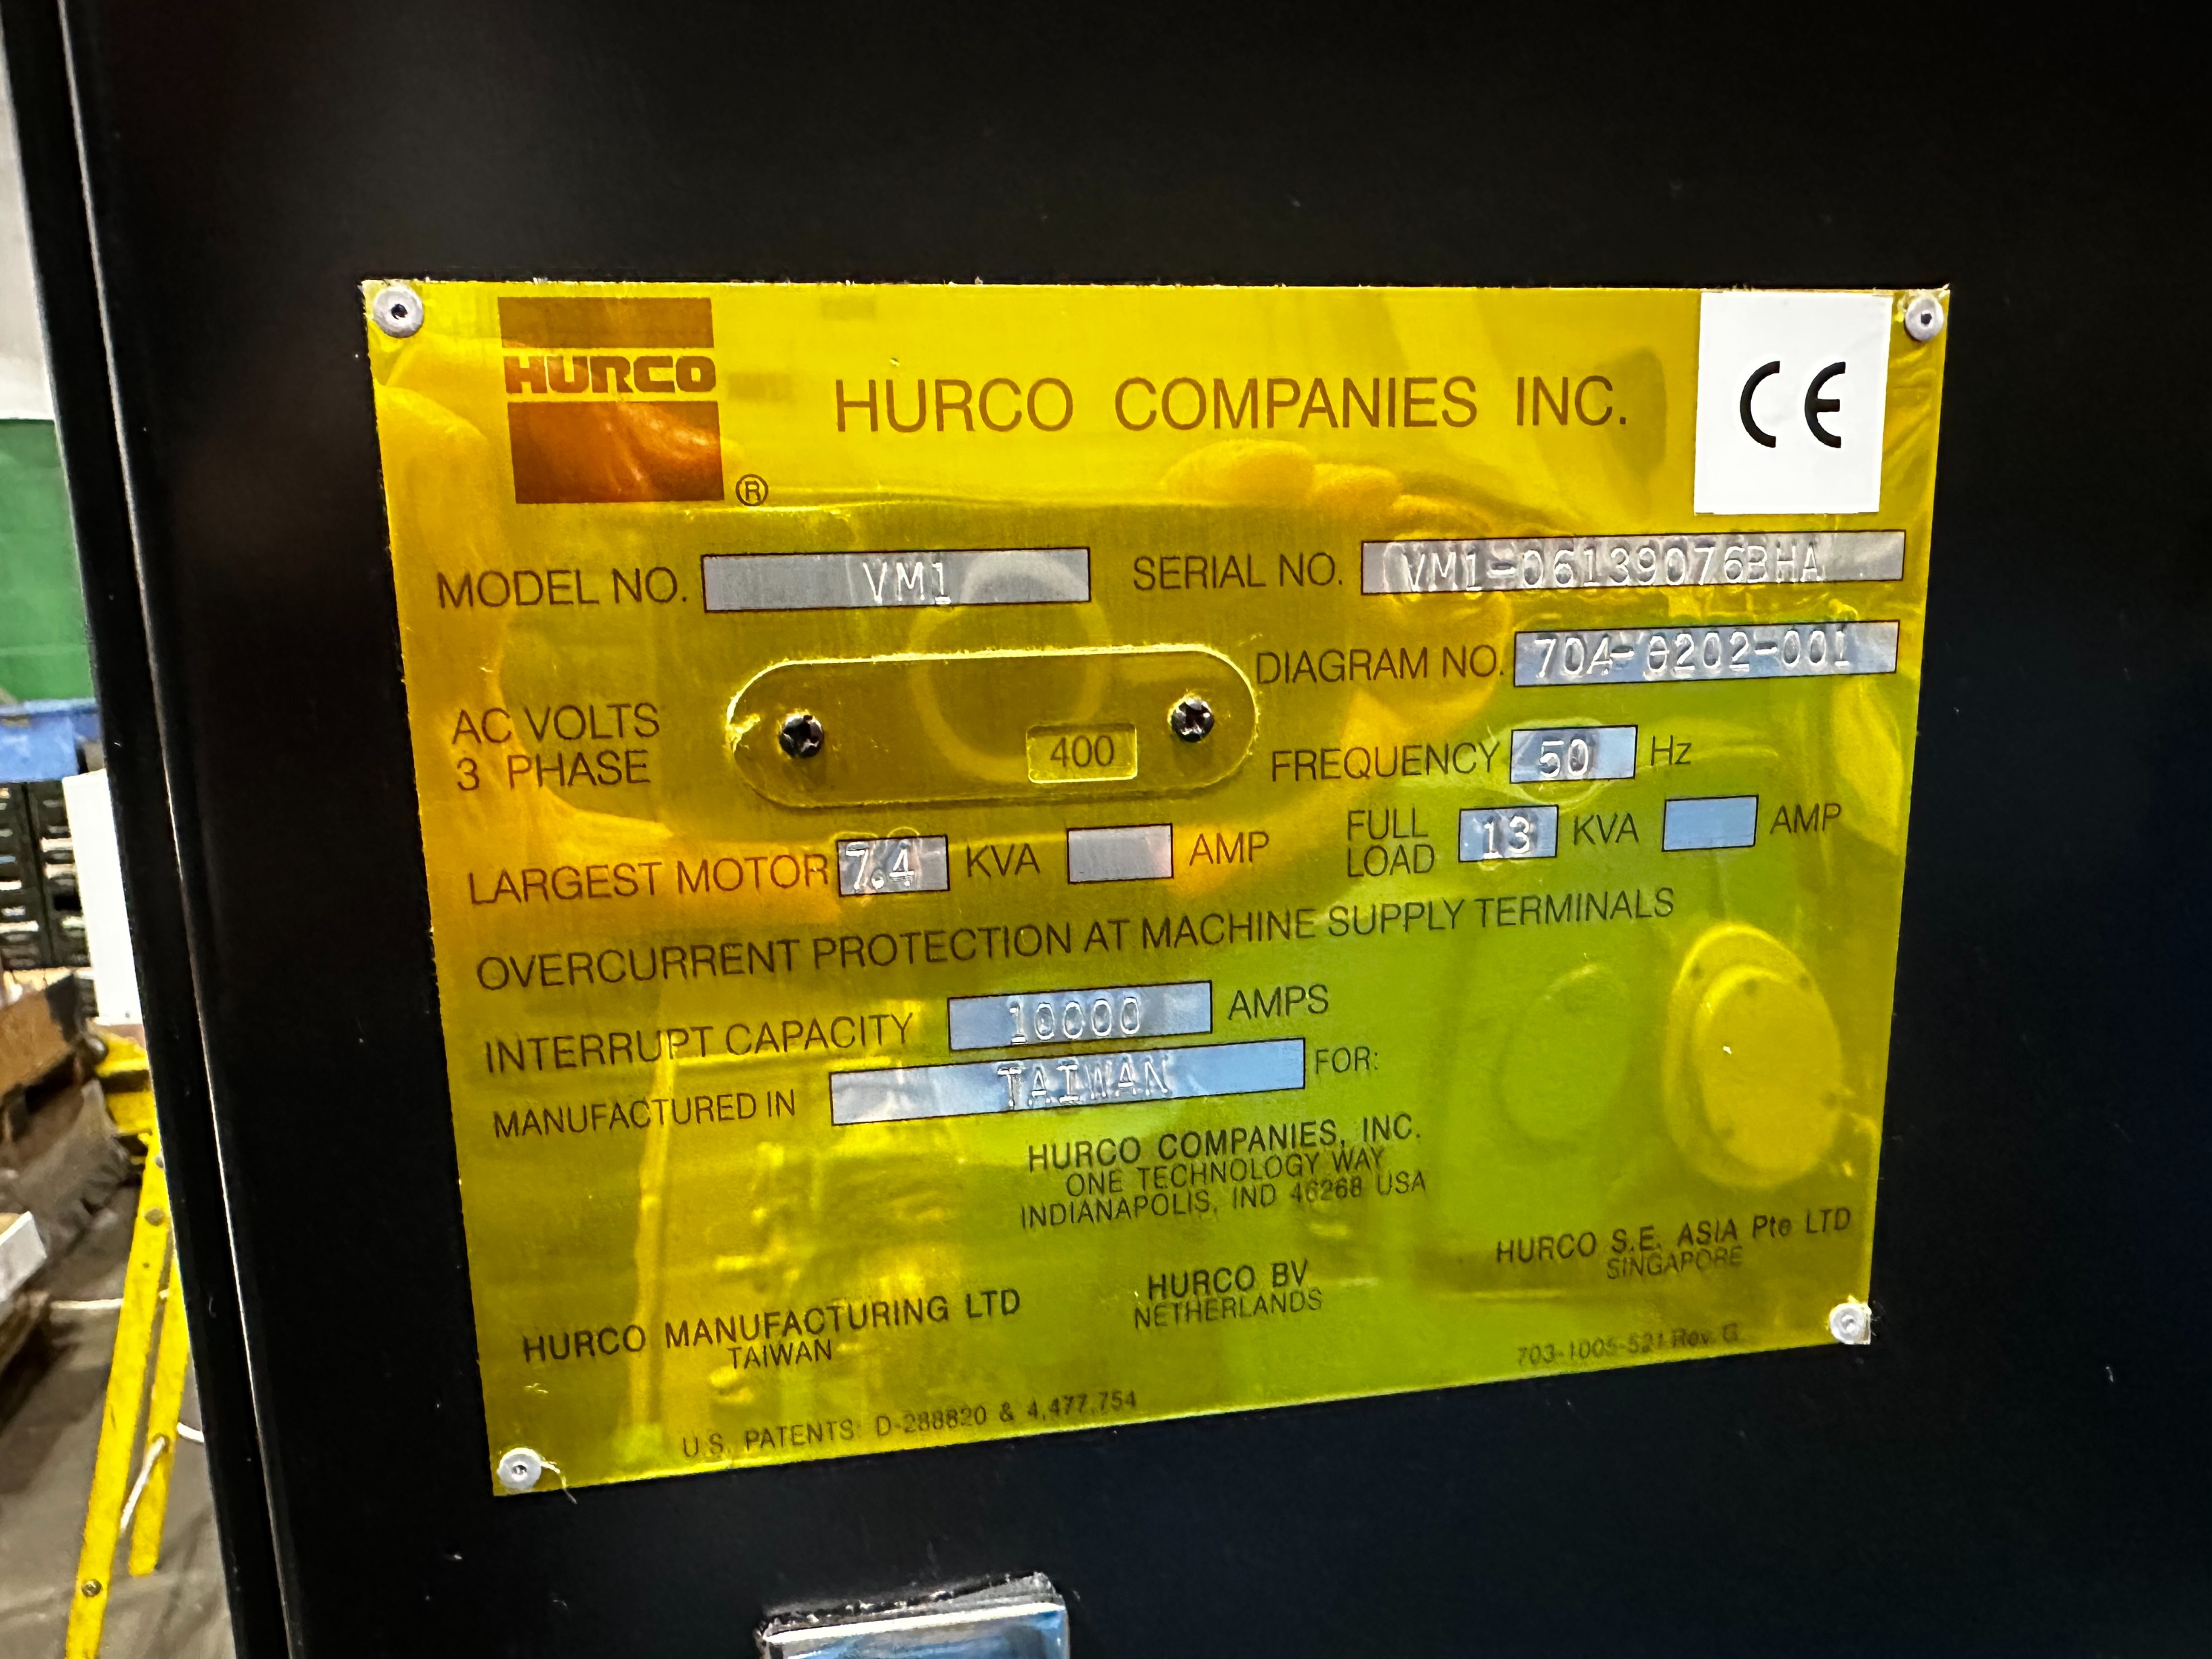 HURCO
®
HURCO COMPANIES INC.
CE
MODEL NO. VM1 SERIAL NO. VM1-06139076BHA
DIAGRAM NO. 704-0202-001
AC VOLTS
3 PHASE
400
FREQUENCY 50 Hz
LARGEST MOTOR 7.4 KVA AMP
FULL LOAD 13 KVA AMP
OVERCURRENT PROTECTION AT MACHINE SUPPLY TERMINALS
INTERRUPT CAPACITY 10000 AMPS
MANUFACTURED IN TAIWAN FOR:
HURCO COMPANIES, INC.
ONE TECHNOLOGY WAY
INDIANAPOLIS, IND 46268 USA
HURCO MANUFACTURING LTD
TAIWAN
HURCO BV
NETHERLANDS
HURCO S.E. ASIA Pte LTD
SINGAPORE
703-1005-521 Rev. G
U.S. PATENTS: D-288820 & 4,477,754